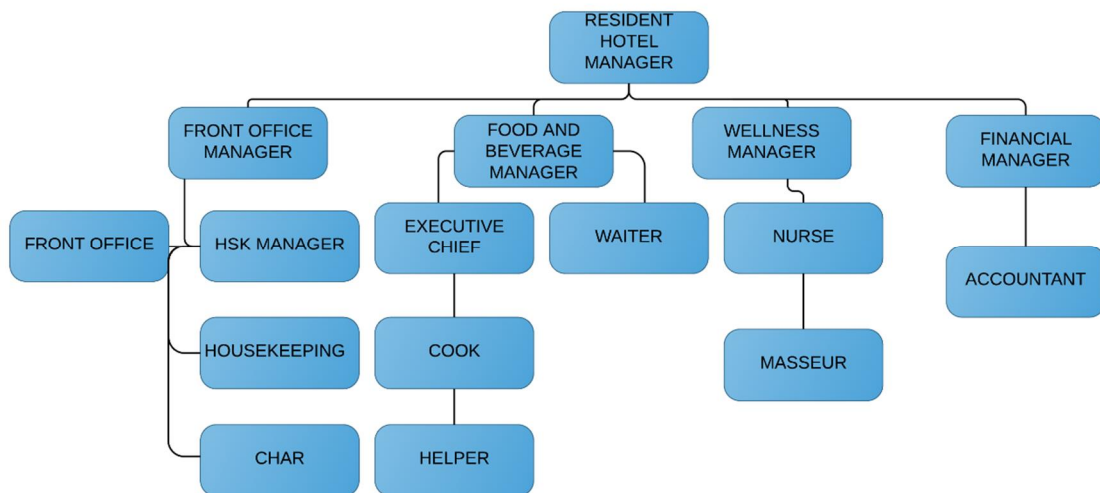 RESIDENT
HOTEL
MANAGER
FRONT OFFICE
MANAGER
FOOD AND
BEVERAGE
MANAGER
WELLNESS
MANAGER
FINANCIAL
MANAGER
FRONT OFFICE
HSK MANAGER
EXECUTIVE
CHIEF
WAITER
NURSE
ACCOUNTANT
HOUSEKEEPING
COOK
MASSEUR
CHAR
HELPER